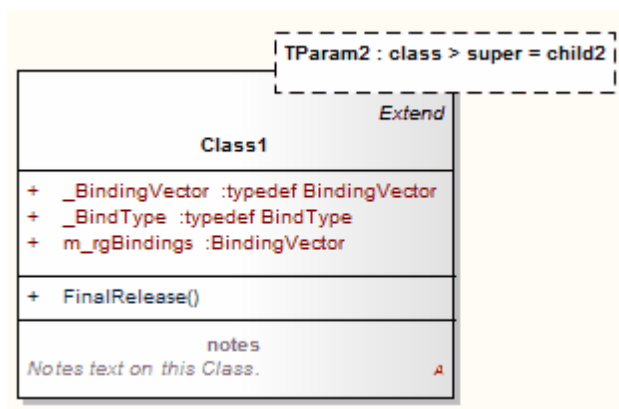 TParam2 : class > super = child2
Extend
Class1
+ _BindingVector :typedef BindingVector
+ _BindType :typedef BindType
+ m_rgBindings :BindingVector
+ FinalRelease()
notes
Notes text on this Class.
A